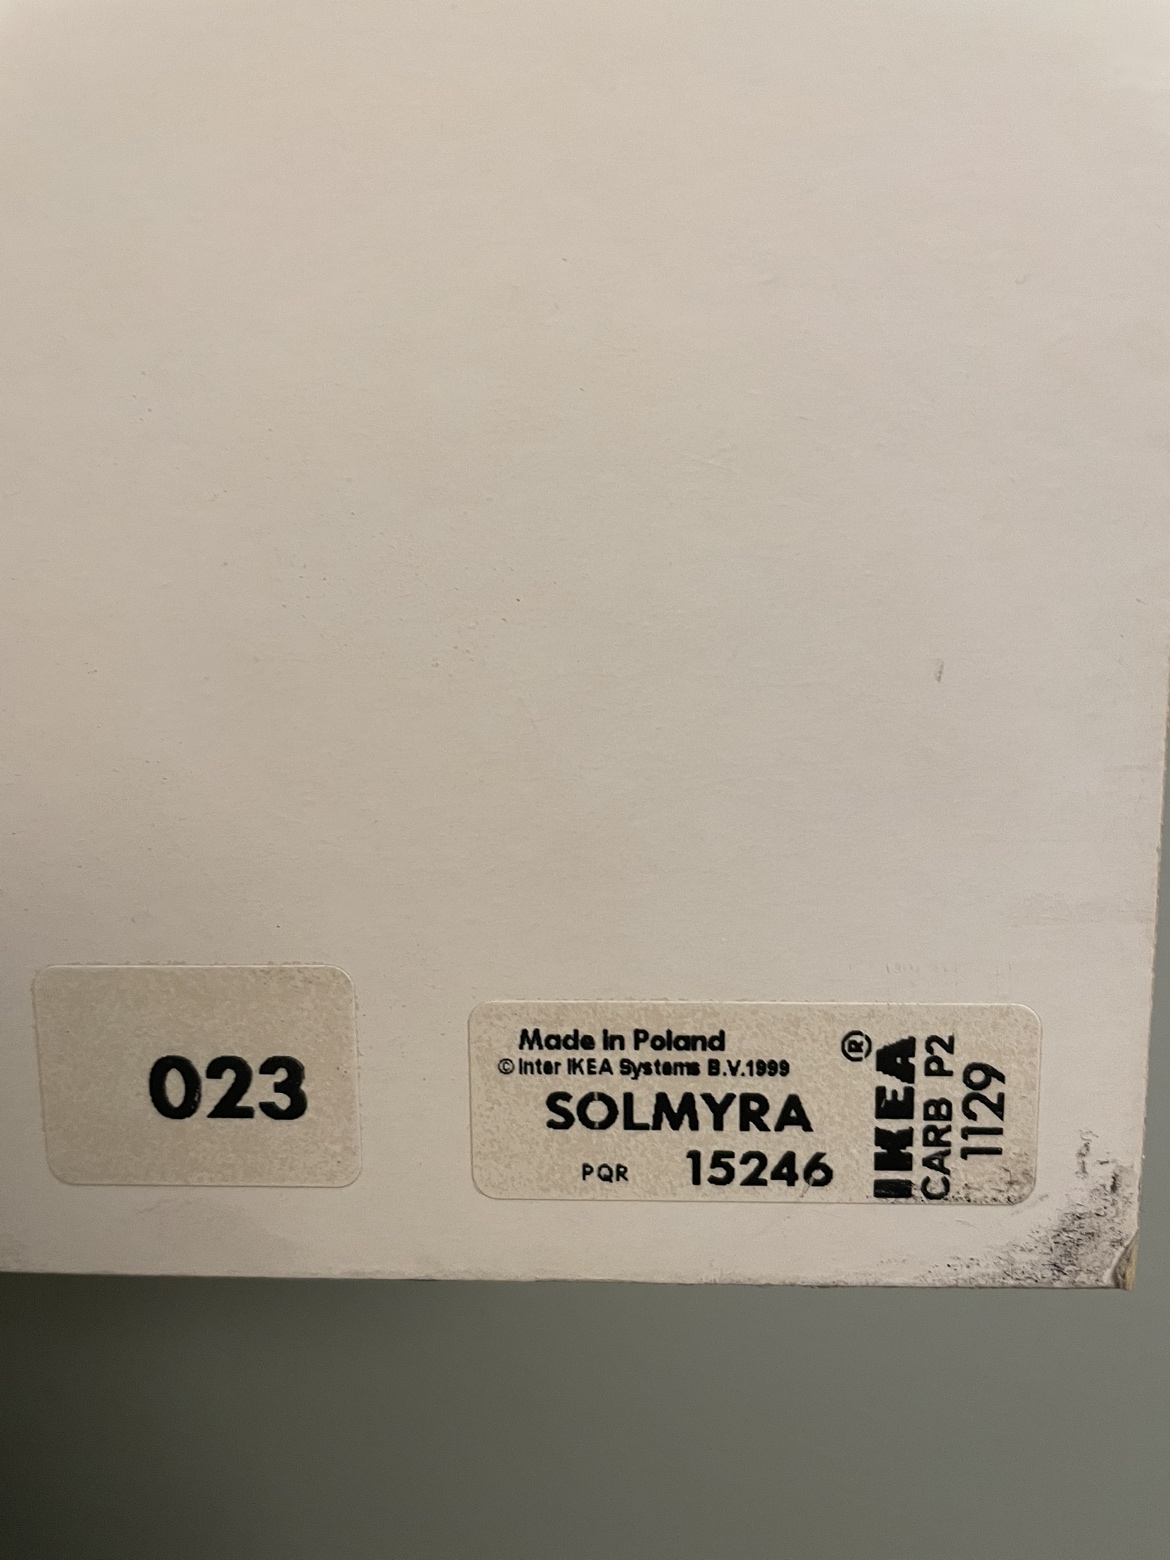 023
Made in Poland
© Inter IKEA Systems B.V.1999
SOLMYRA
PQR 15246
IKEA®
CARB P2
1129